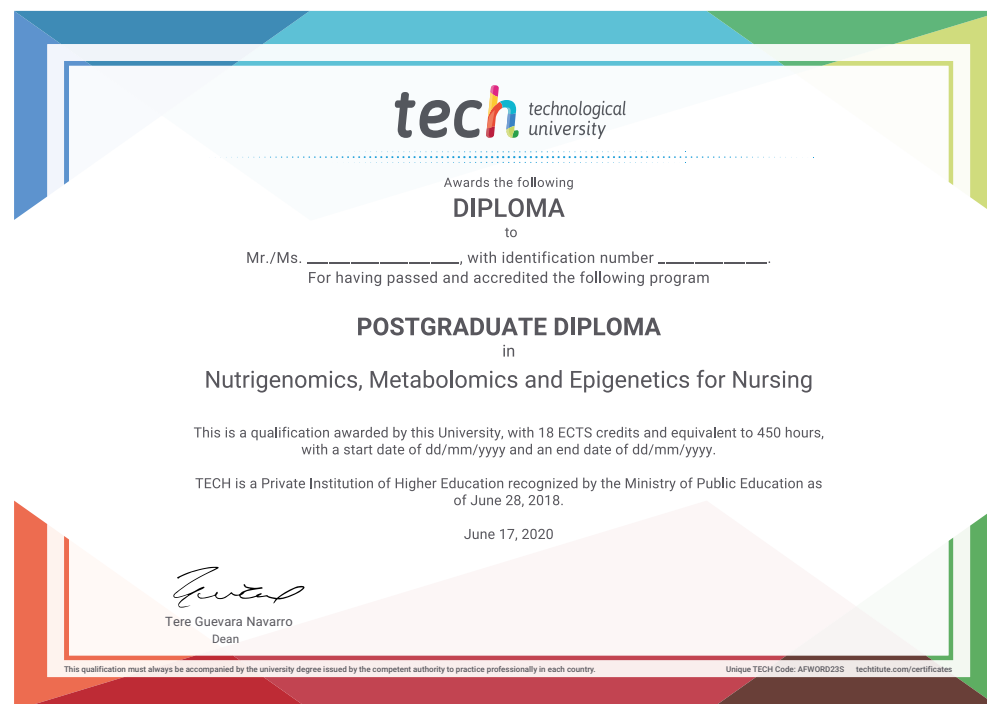 tech technological
university
Awards the following
DIPLOMA
to
Mr./Ms. ________________, with identification number ____________.
For having passed and accredited the following program
POSTGRADUATE DIPLOMA
in
Nutrigenomics, Metabolomics and Epigenetics for Nursing
This is a qualification awarded by this University, with 18 ECTS credits and equivalent to 450 hours,
with a start date of dd/mm/yyyy and an end date of dd/mm/yyyy.
TECH is a Private Institution of Higher Education recognized by the Ministry of Public Education as
of June 28, 2018.
June 17, 2020
Tere Guevara Navarro
Dean
This qualification must always be accompanied by the university degree issued by the competent authority to practice professionally in each country. Unique TECH Code: AFWORD23S techtitute.com/certificates